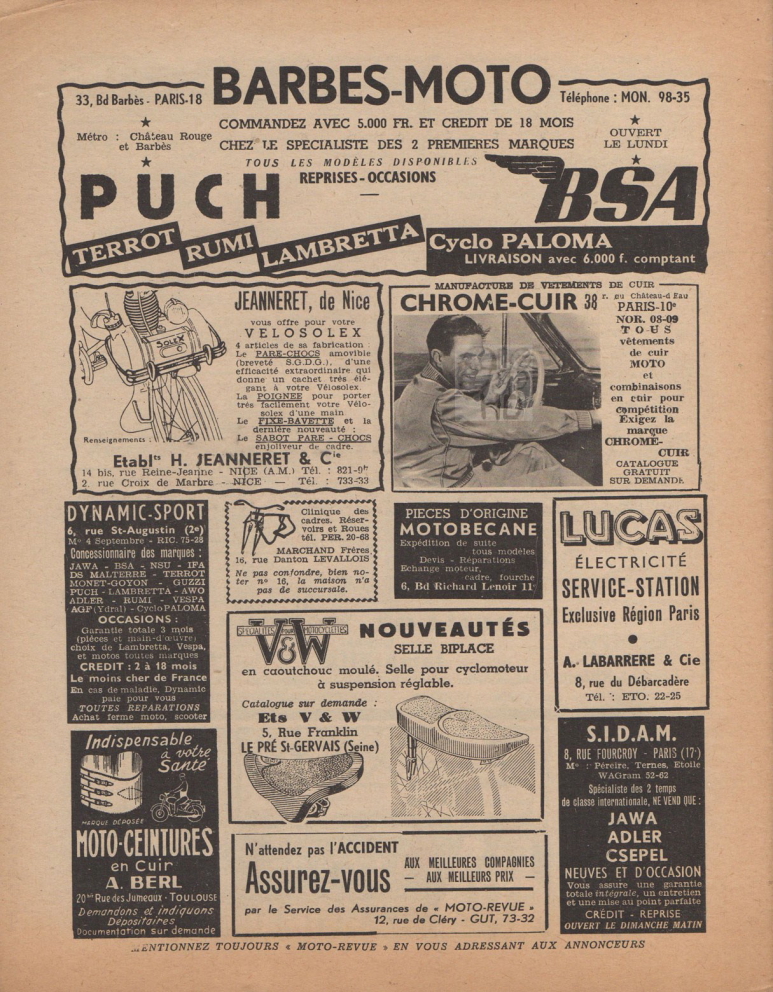 BARBES-MOTO
33, Bd Barbès - PARIS-18
Téléphone : MON. 98-35
★
Métro : Château Rouge
et Barbès
★
COMMANDEZ AVEC 5.000 FR. ET CREDIT DE 18 MOIS
CHEZ LE SPECIALISTE DES 2 PREMIERES MARQUES
★
OUVERT
LE LUNDI
★
TOUS LES MODÈLES DISPONIBLES
REPRISES - OCCASIONS
PUCH
BSA
TERROT
RUMI
LAMBRETTA
Cyclo PALOMA
LIVRAISON avec 6.000 f. comptant
SOLEX
JEANNERET, de Nice
vous offre pour votre
VELOSOLEX
4 articles de sa fabrication :
Le PARE-CHOCS amovible
(breveté S.G.D.G.), d'une
efficacité extraordinaire qui
donne un cachet très élé-
gant à votre Vélosolex.
La POIGNEE pour porter
très facilement votre Vélo-
solex d'une main
Le FIXE-BAVETTE et la
dernière nouveauté :
Le SABOT PARE - CHOCS
enjoliveur de cadre.
Renseignements :
Etabl.ts H. JEANNERET & Cie
14 bis, rue Reine-Jeanne - NICE (A.M.) Tél. :
2, rue Croix de Marbre - NICE — Tél. : 733-33
MANUFACTURE DE VETEMENTS DE CUIR
CHROME-CUIR 38 r. du Château-d'Eau
PARIS-10e
NOR. 08-09
TOUS
vêtements
de cuir
MOTO
et
combinaisons
en cuir pour
compétition
Exigez la
marque
CHROME-
CUIR
CATALOGUE
GRATUIT
SUR DEMANDE
DYNAMIC-SPORT
6, rue St-Augustin (2e)
Mo 4 Septembre - RIC. 75-28
Concessionnaire des marques :
JAWA - BSA - NSU - IFA
DS MALTERRE - TERROT
MONET-GOYON - GUZZI
PUCH - LAMBRETTA - AWO
ADLER - RUMI - VESPA
AGF (Ydral) - Cyclo PALOMA
OCCASIONS :
Garantie totale 3 mois
(pièces et main-d'œuvre)
choix de Lambretta, Vespa,
et motos toutes marques
CREDIT : 2 à 18 mois
Le moins cher de France
En cas de maladie, Dynamic
paie pour vous
TOUTES REPARATIONS
Achat ferme moto, scooter
Clinique des
cadres. Réser-
voirs et Roues
tél. PER. 20-68
MARCHAND Frères
16, rue Danton LEVALLOIS
Ne pas confondre, bien no-
ter no 16, la maison n'a
pas de succursale.
PIECES D'ORIGINE
MOTOBECANE
Expédition de suite
tous modèles
Devis - Réparations
Echange moteur,
cadre, fourche
6, Bd Richard Lenoir 11e
LUCAS
ÉLECTRICITÉ
SERVICE-STATION
Exclusive Région Paris
●
A. LABARRERE & Cie
8, rue du Débarcadère
Tél. : ETO. 22-25
SPECIALITES pour MOTOCYCLETTES
V&W
NOUVEAUTÉS
SELLE BIPLACE
en caoutchouc moulé. Selle pour cyclomoteur
à suspension réglable.
Catalogue sur demande :
Ets V & W
5, Rue Franklin
LE PRÉ St-GERVAIS (Seine)
Indispensable
à votre
Santé
MARQUE DÉPOSÉE
MOTO-CEINTURES
en Cuir
A. BERL
20 bis Rue des Jumeaux - TOULOUSE
Demandons et indiquons
Dépositaires
Documentation sur demande
N'attendez pas l'ACCIDENT
Assurez-vous
AUX MEILLEURES COMPAGNIES
— AUX MEILLEURS PRIX —
par le Service des Assurances de « MOTO-REVUE »
12, rue de Cléry - GUT. 73-32
S.I.D.A.M.
8, RUE FOURCROY - PARIS (17e)
Mo : Péreire, Ternes, Etoile
WAGram 52-62
Spécialiste des 2 temps
de classe internationale, NE VEND QUE :
JAWA
ADLER
CSEPEL
NEUVES ET D'OCCASION
Vous assure une garantie
totale intégrale, un entretien
et une mise au point parfaite
CRÉDIT - REPRISE
OUVERT LE DIMANCHE MATIN
MENTIONNEZ TOUJOURS « MOTO-REVUE » EN VOUS ADRESSANT AUX ANNONCEURS